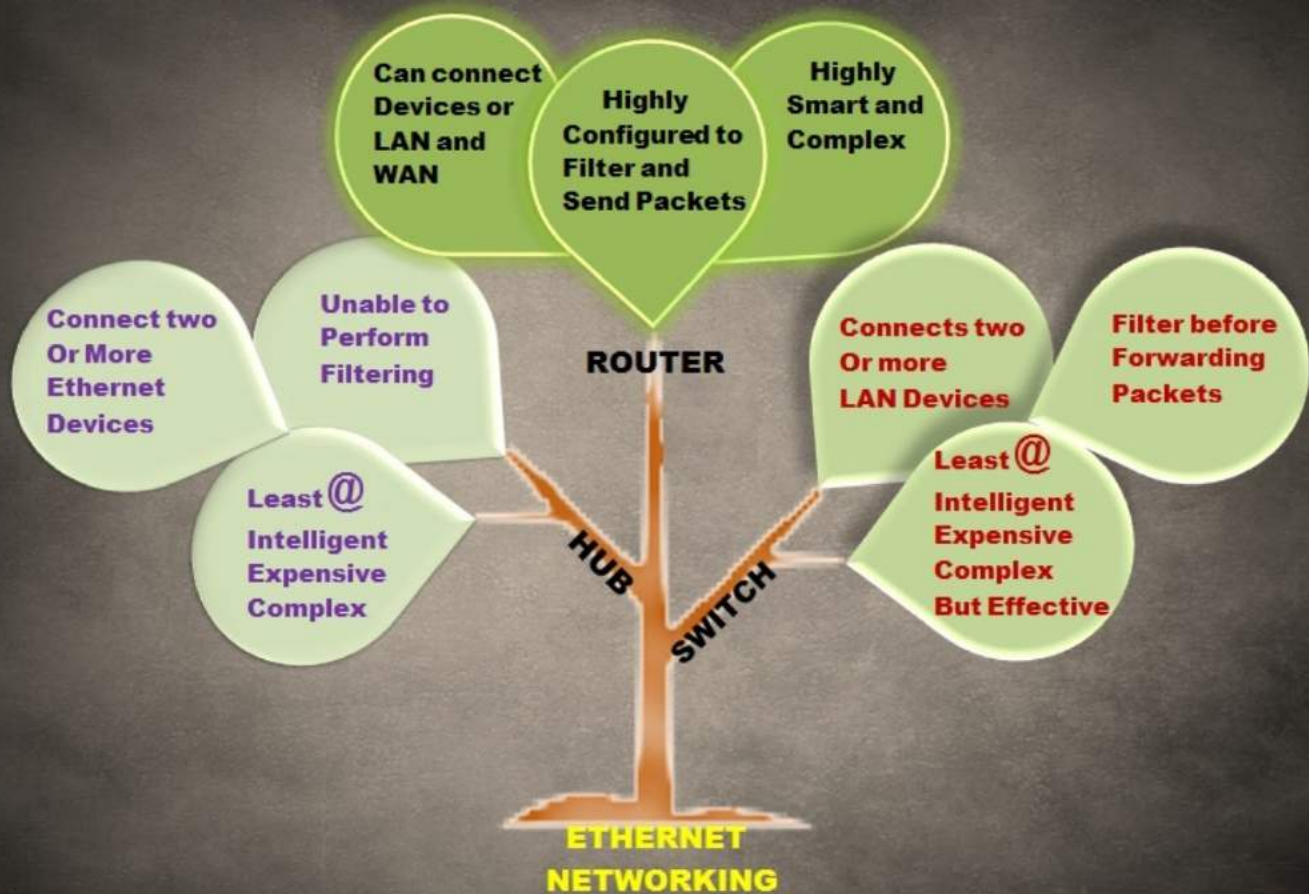 Can connect
Devices or
LAN and
WAN
Highly
Configured to
Filter and
Send Packets
Highly
Smart and
Complex
Connect two
Or More
Ethernet
Devices
Unable to
Perform
Filtering
Least @
Intelligent
Expensive
Complex
ROUTER
Connects two
Or more
LAN Devices
Filter before
Forwarding
Packets
Least @
Intelligent
Expensive
Complex
But Effective
HUB
SWITCH
ETHERNET
NETWORKING